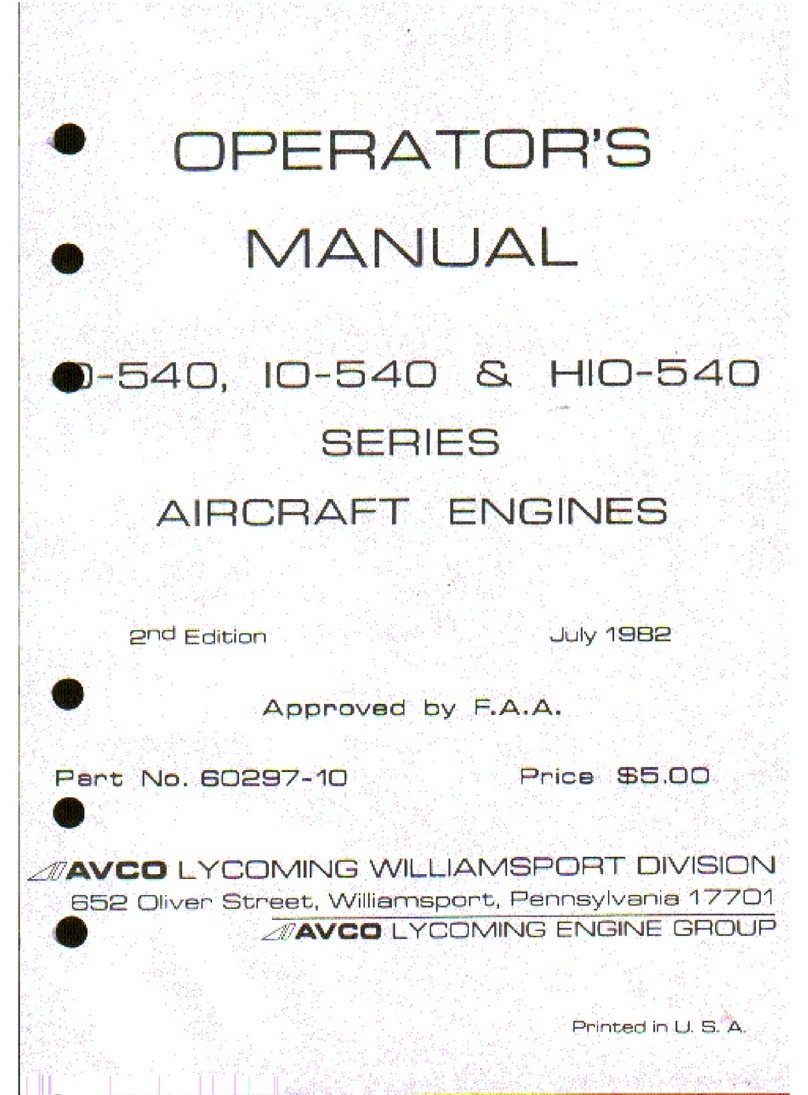 OPERATOR'S
MANUAL
O-540, IO-540 & HIO-540
SERIES
AIRCRAFT ENGINES
2nd Edition July 1982
Approved by F.A.A.
Part No. 60297-10 Price $5.00
AVCO LYCOMING WILLIAMSPORT DIVISION
652 Oliver Street, Williamsport, Pennsylvania 17701
AVCO LYCOMING ENGINE GROUP
Printed in U. S. A.